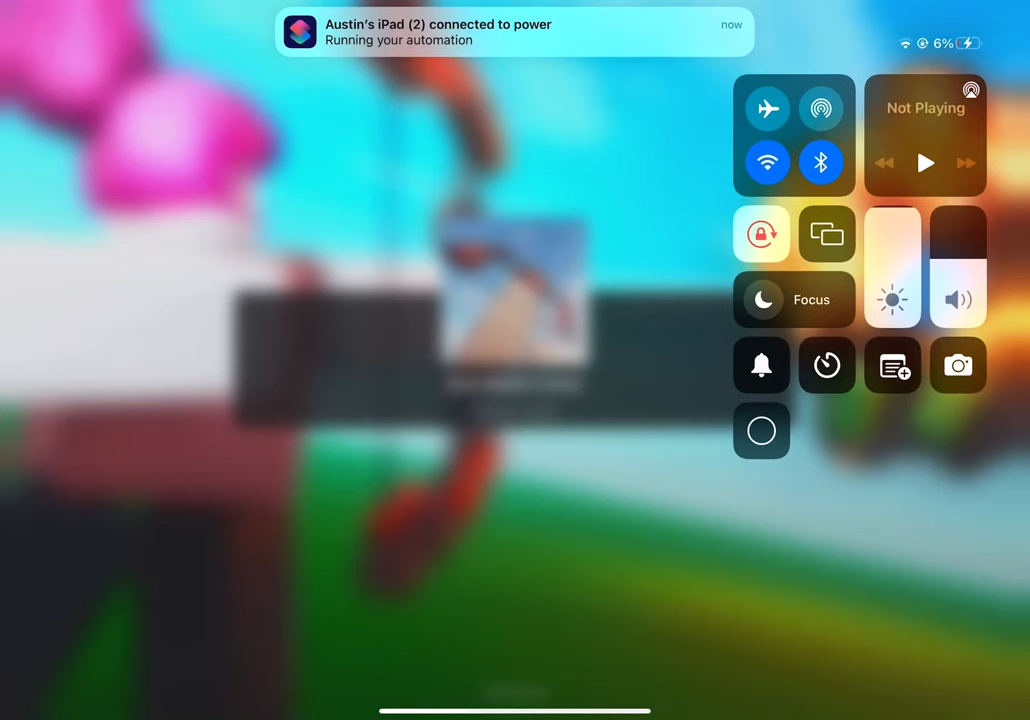 Austin's iPad (2) connected to power
now
Running your automation
6%
Not Playing
Focus